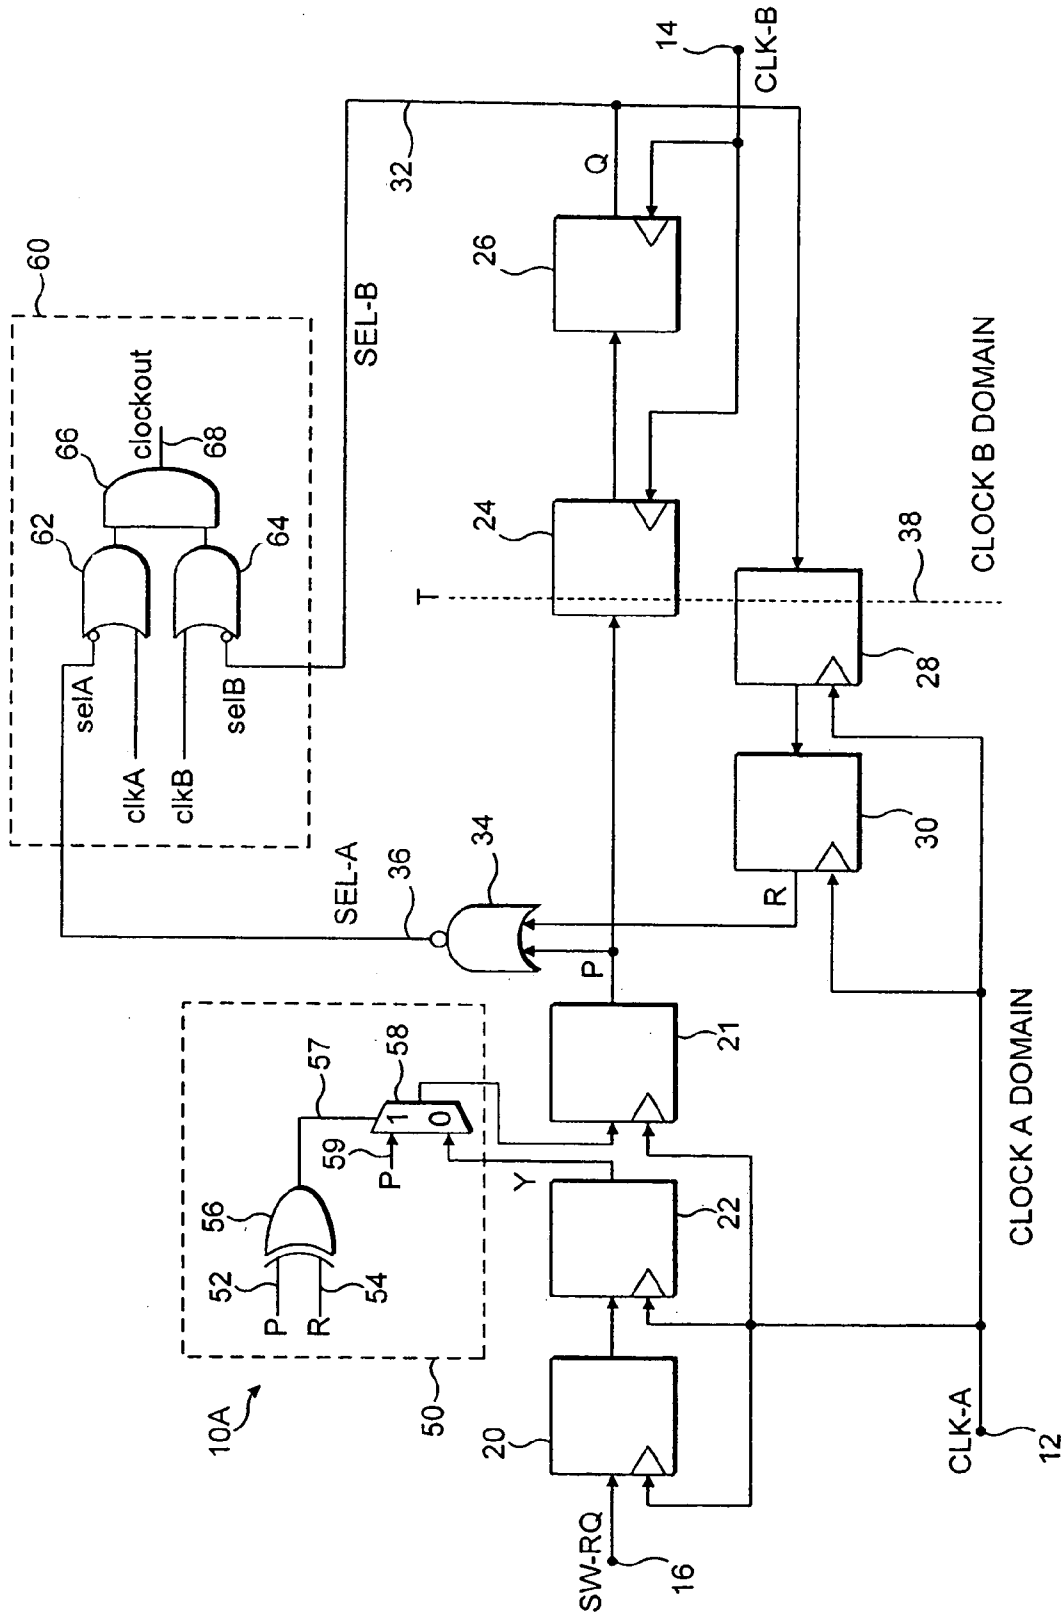 10A
50
P
R
52
54
56
57
P
59
58
1
0
Y
60
selA
clkA
clkB
selB
62
64
66
clockout
68
SEL-A
36
34
SEL-B
32
SW-RQ
16
20
22
21
P
R
24
26
Q
14
CLK-B
T
38
28
30
CLK-A
12
CLOCK A DOMAIN
CLOCK B DOMAIN